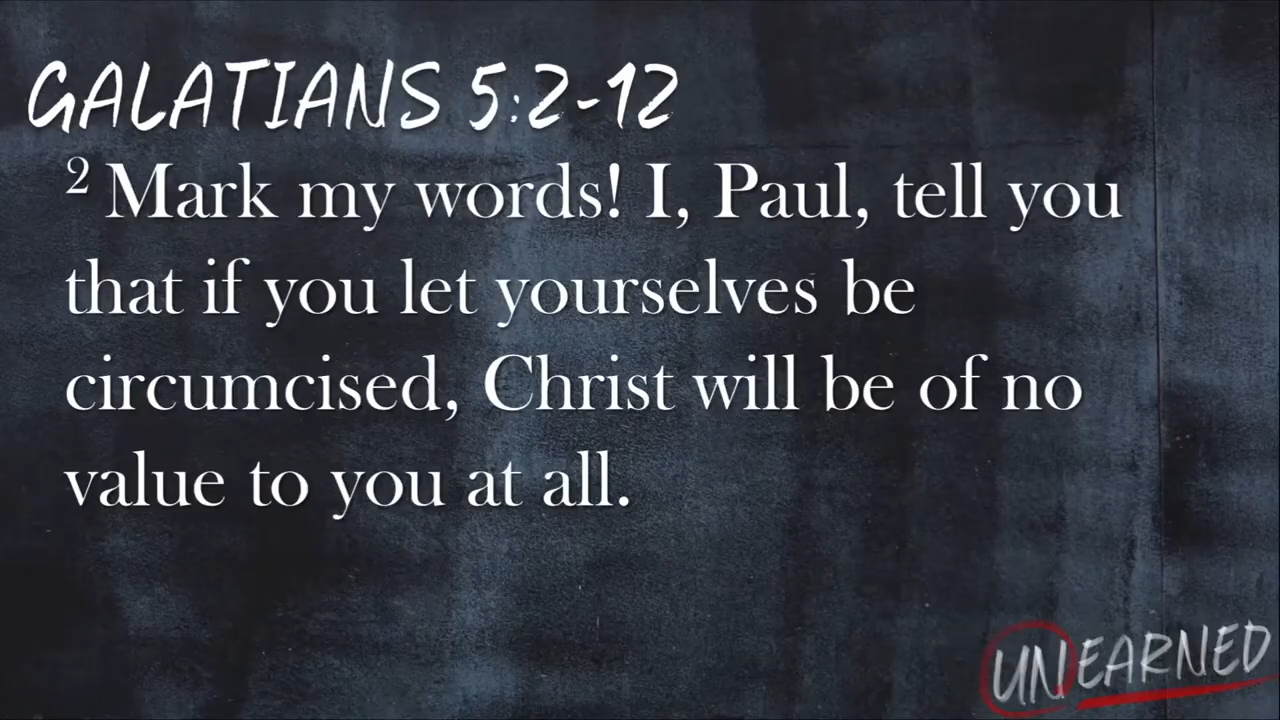 GALATIANS 5:2-12
2 Mark my words! I, Paul, tell you
that if you let yourselves be
circumcised, Christ will be of no
value to you at all.
UNEARNED